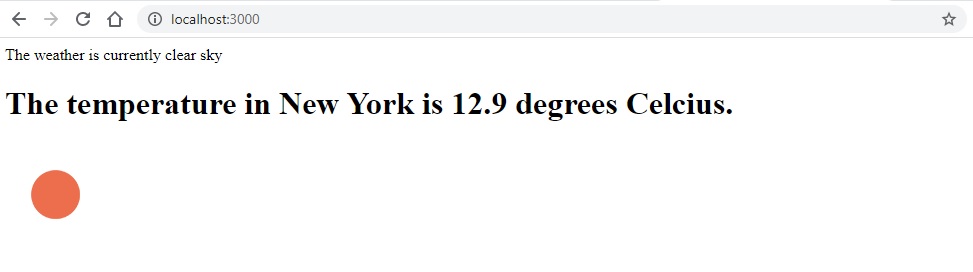 localhost:3000
The weather is currently clear sky
The temperature in New York is 12.9 degrees Celcius.